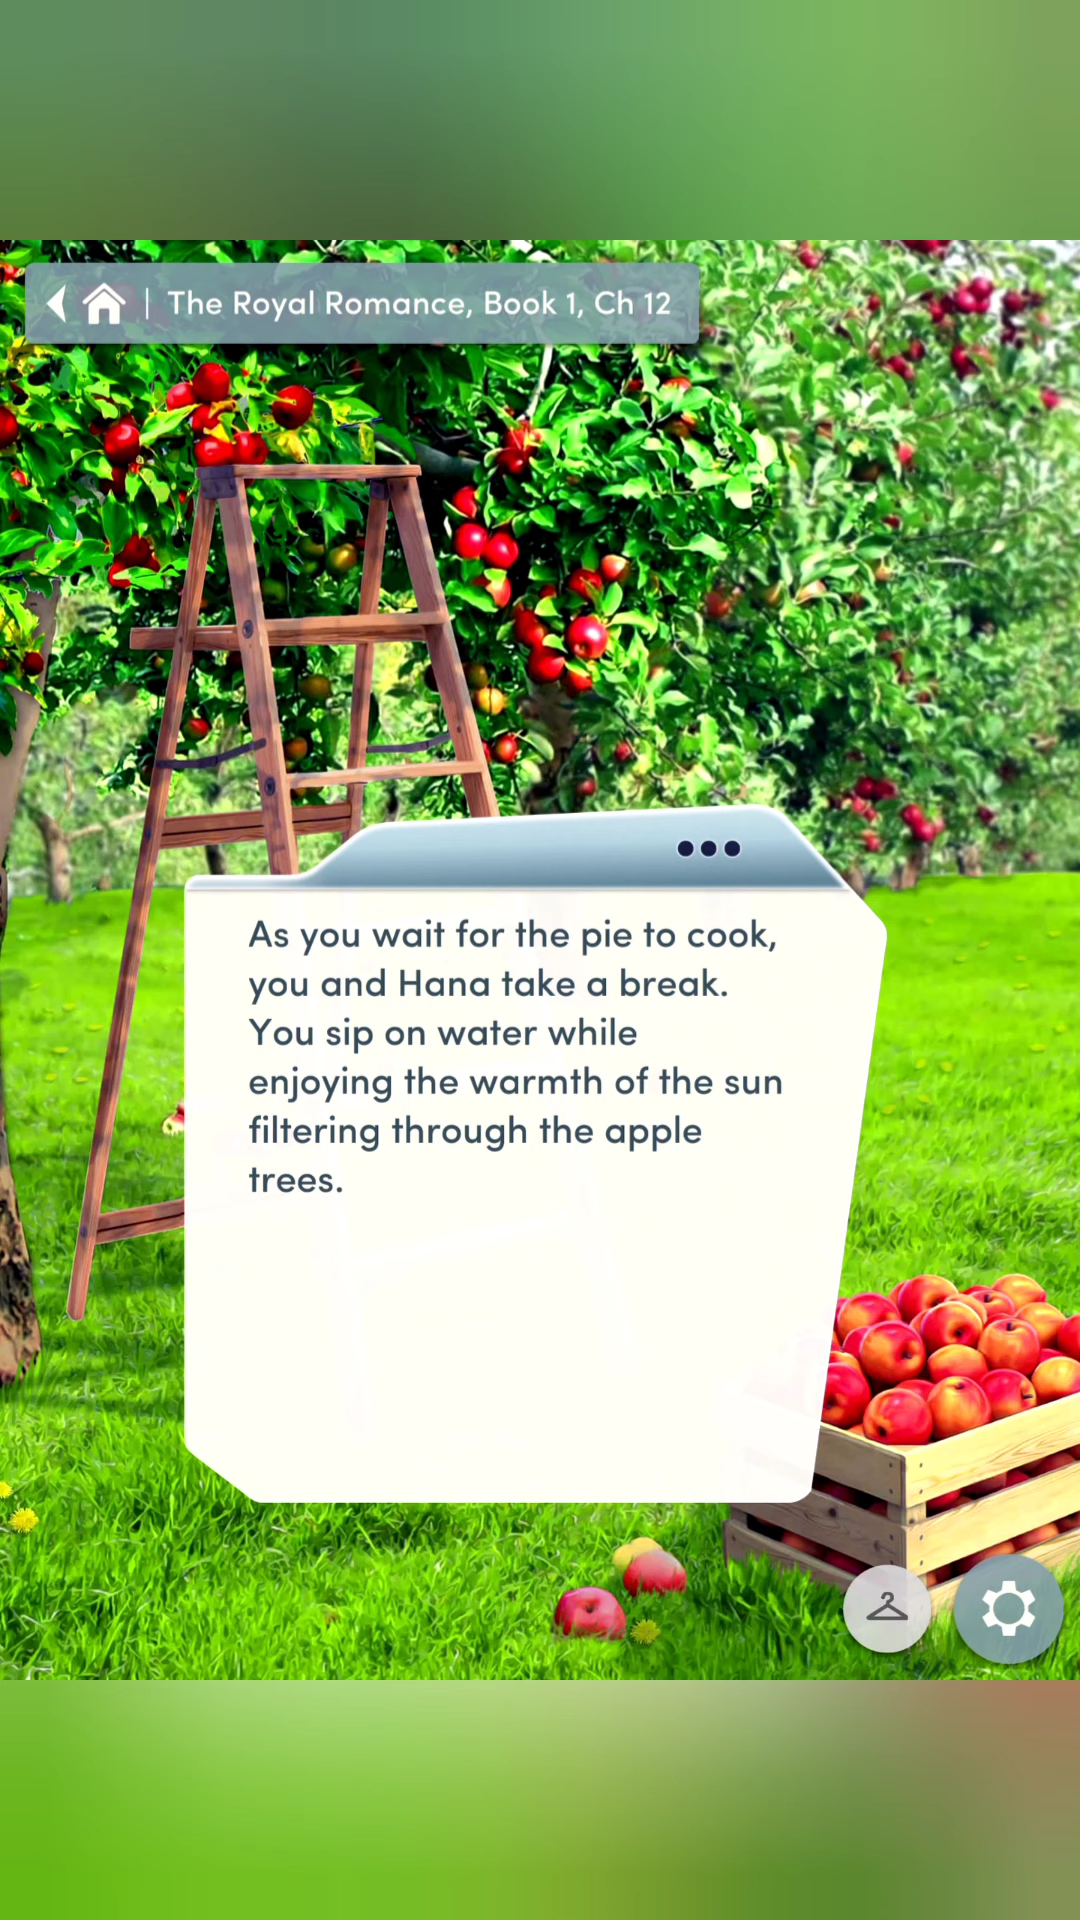 The Royal Romance, Book 1, Ch 12
As you wait for the pie to cook,
you and Hana take a break.
You sip on water while
enjoying the warmth of the sun
filtering through the apple
trees.